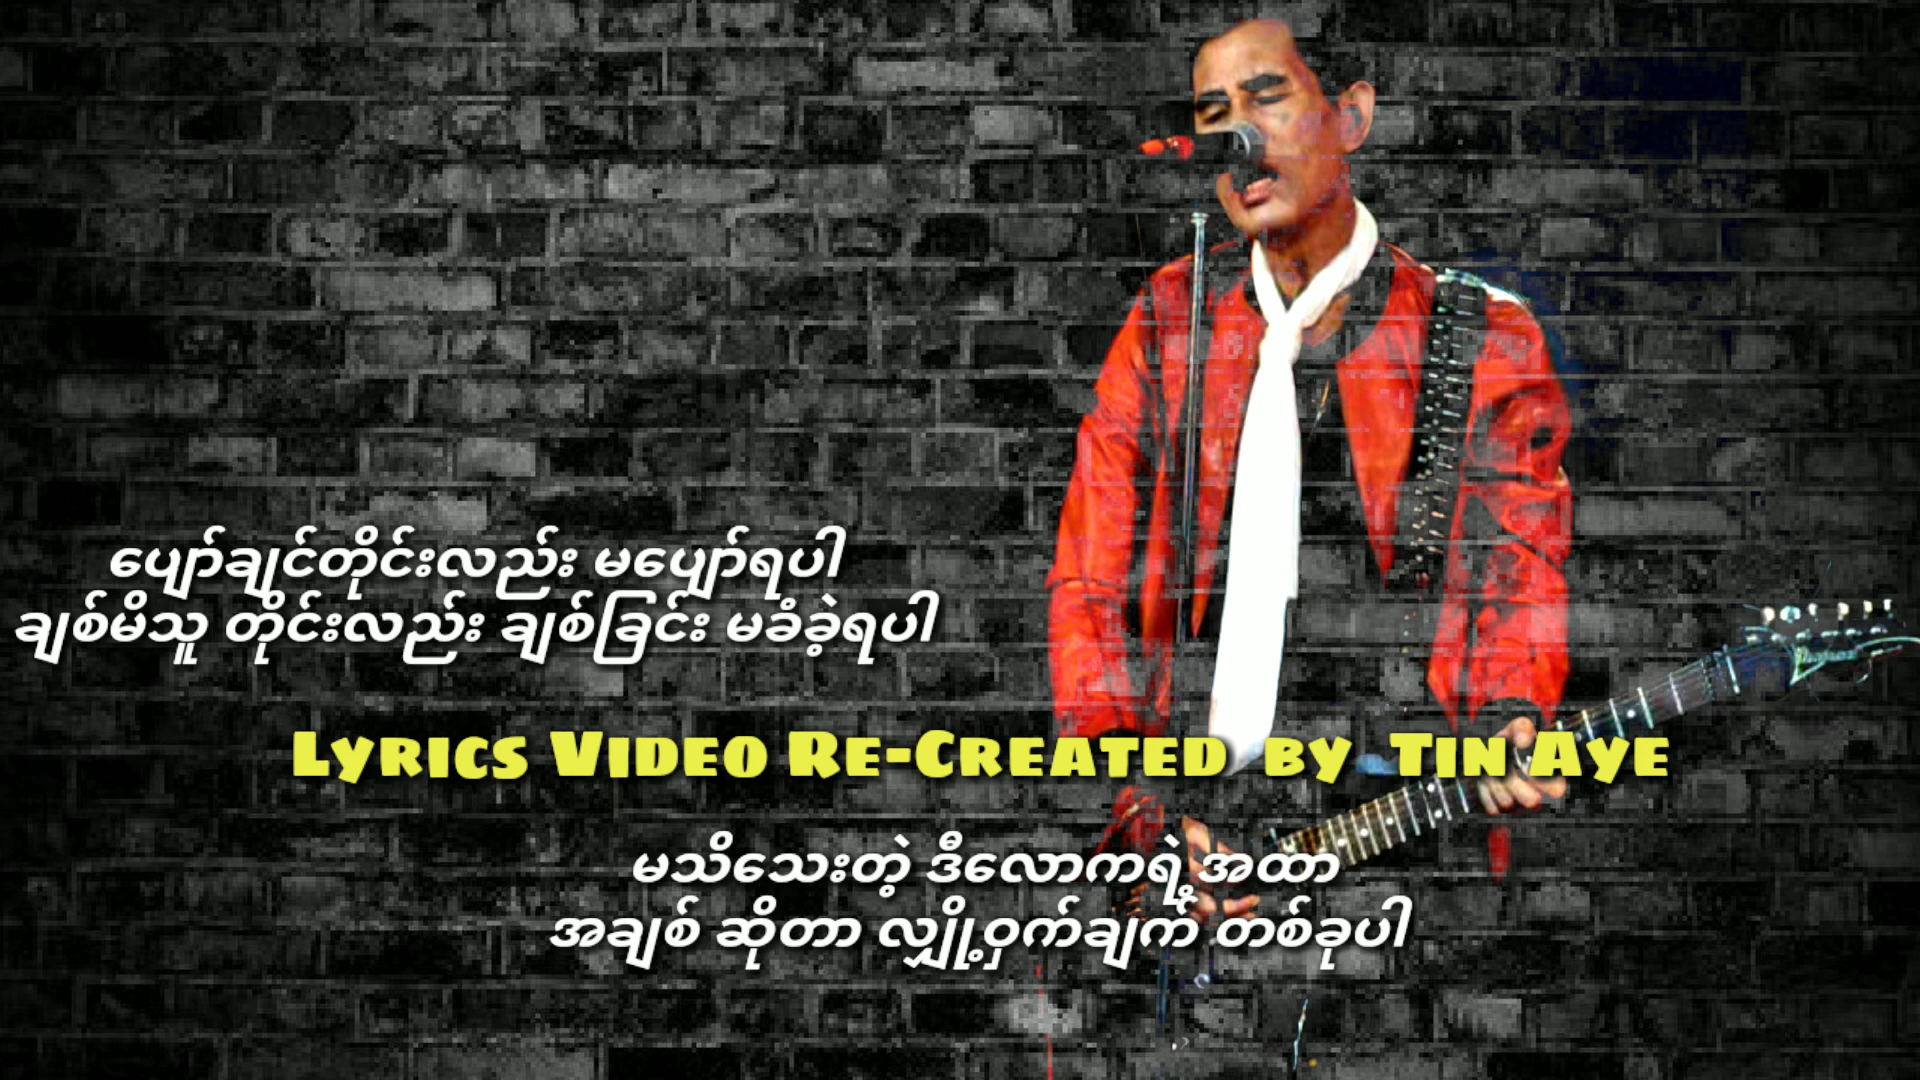 ပျော်ချင်တိုင်းလည်း မပျော်ရပါ
ချစ်မိသူ တိုင်းလည်း ချစ်ခြင်း မခံခဲ့ရပါ
Lyrics Video Re-Created by Tin Aye
မသိသေးတဲ့ ဒီလောကရဲ့အထာ
အချစ် ဆိုတာ လျှို့ဝှက်ချက် တစ်ခုပါ
Ibanez